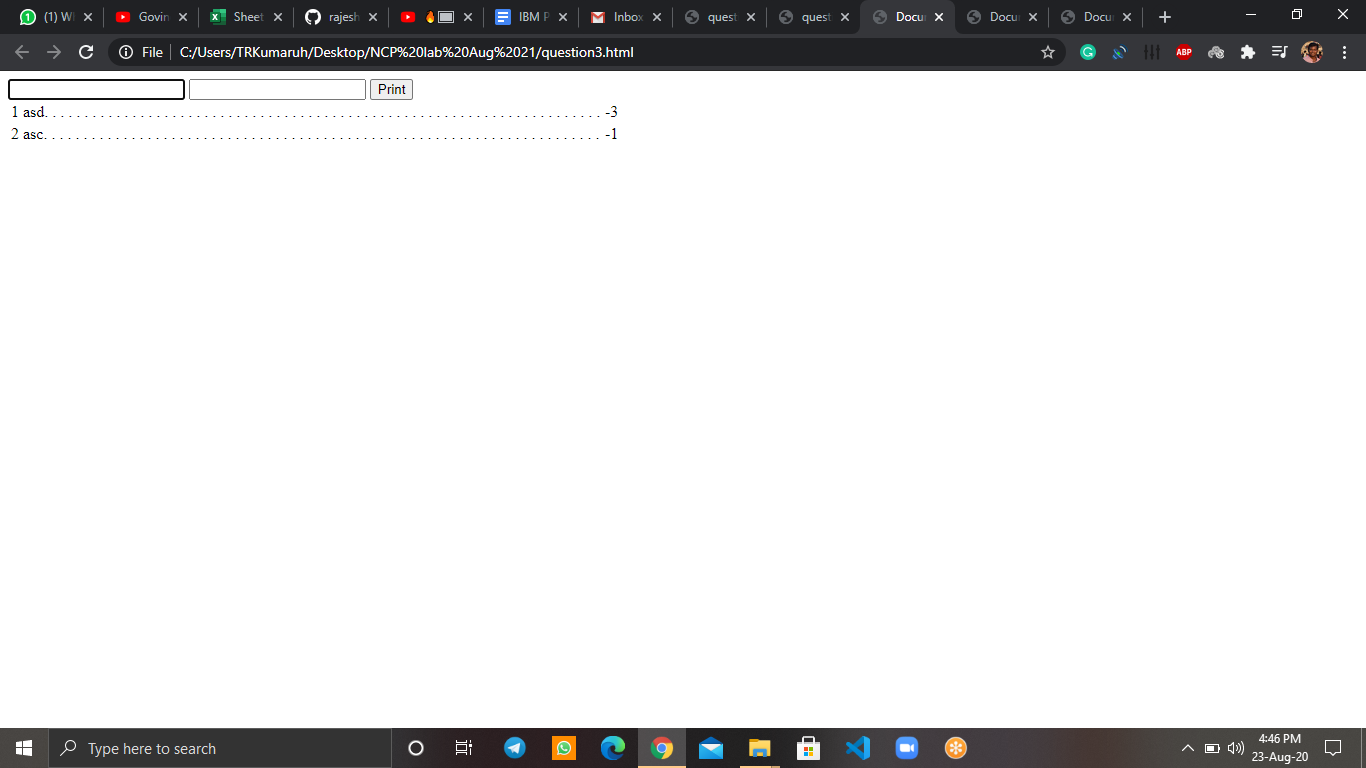 (1) W Govin Sheet rajesh IBM P Inbox quest quest Docu Docu Docu
File C:/Users/TRKumaruh/Desktop/NCP%20lab%20Aug%2021/question3.html ABP
Print
1 asd. . . . . . . . . . . . . . . . . . . . . . . . . . . . . . . . . . . . . . . . . . . . . . . . . . . . . . . . . . . . . . . . . . . . . . -3
2 asc. . . . . . . . . . . . . . . . . . . . . . . . . . . . . . . . . . . . . . . . . . . . . . . . . . . . . . . . . . . . . . . . . . . . . . -1
Type here to search 4:46 PM
23-Aug-20